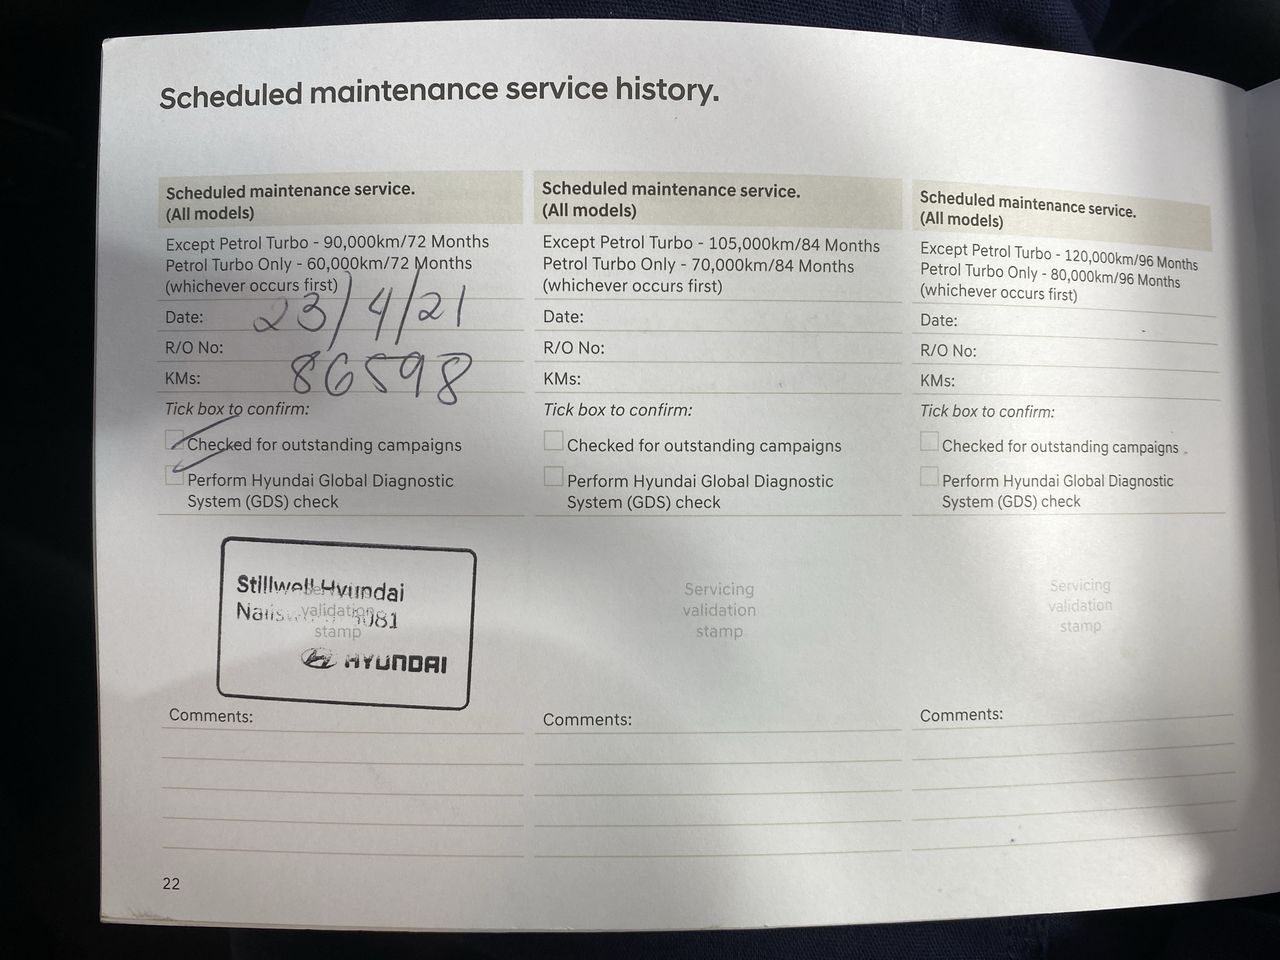 Scheduled maintenance service history.
Scheduled maintenance service.
(All models)
Except Petrol Turbo - 90,000km/72 Months
Petrol Turbo Only - 60,000km/72 Months
(whichever occurs first)
Date: 23/4/21
R/O No:
KMs: 86598
Tick box to confirm:
Checked for outstanding campaigns
Perform Hyundai Global Diagnostic
System (GDS) check
Stillwell Hyundai
5081
Servicing
validation
stamp
HYUNDAI
Comments:
Scheduled maintenance service.
(All models)
Except Petrol Turbo - 105,000km/84 Months
Petrol Turbo Only - 70,000km/84 Months
(whichever occurs first)
Date:
R/O No:
KMs:
Tick box to confirm:
Checked for outstanding campaigns
Perform Hyundai Global Diagnostic
System (GDS) check
Servicing
validation
stamp
Comments:
Scheduled maintenance service.
(All models)
Except Petrol Turbo - 120,000km/96 Months
Petrol Turbo Only - 80,000km/96 Months
(whichever occurs first)
Date:
R/O No:
KMs:
Tick box to confirm:
Checked for outstanding campaigns
Perform Hyundai Global Diagnostic
System (GDS) check
Servicing
validation
stamp
Comments:
22